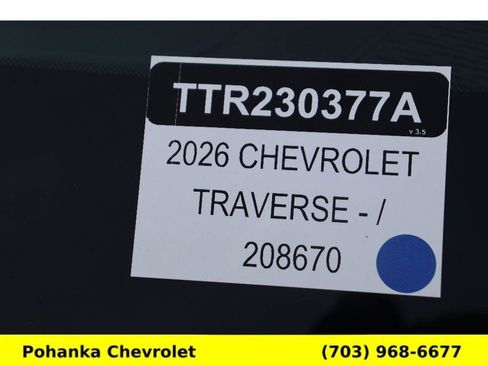 TTR230377A
v 3.5
2026 CHEVROLET
TRAVERSE - /
208670
Pohanka Chevrolet (703) 968-6677